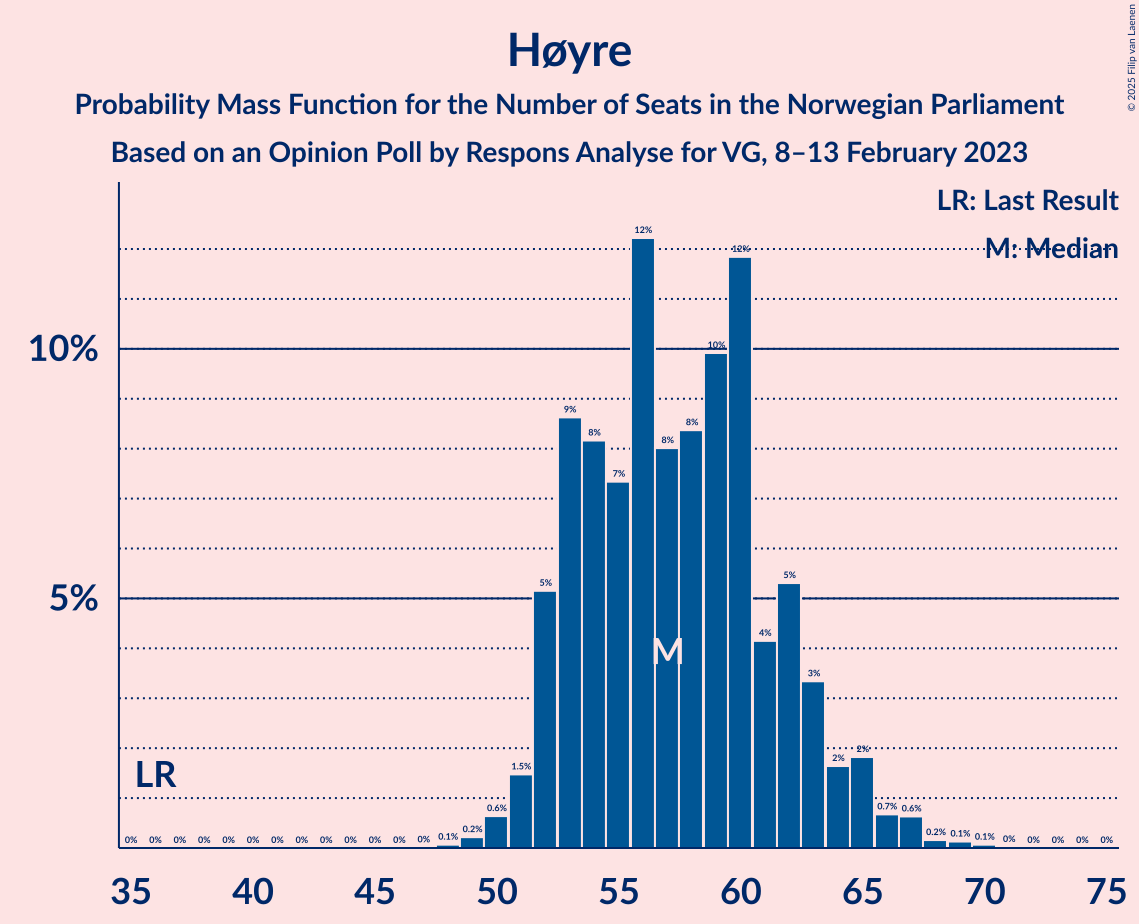 © 2025 Filip van Laenen
Høyre
Probability Mass Function for the Number of Seats in the Norwegian Parliament
Based on an Opinion Poll by Respons Analyse for VG, 8–13 February 2023
LR: Last Result
M: Median
10%
5%
0% 0% 0% 0% 0% 0% 0% 0% 0% 0% 0% 0% 0% 0.1% 0.2% 0.6% 1.5% 5% 9% 8% 7% 12% 8% 8% 10% 12% 4% 5% 3% 2% 2% 0.7% 0.6% 0.2% 0.1% 0.1% 0% 0% 0% 0% 0%
M
LR
35 40 45 50 55 60 65 70 75